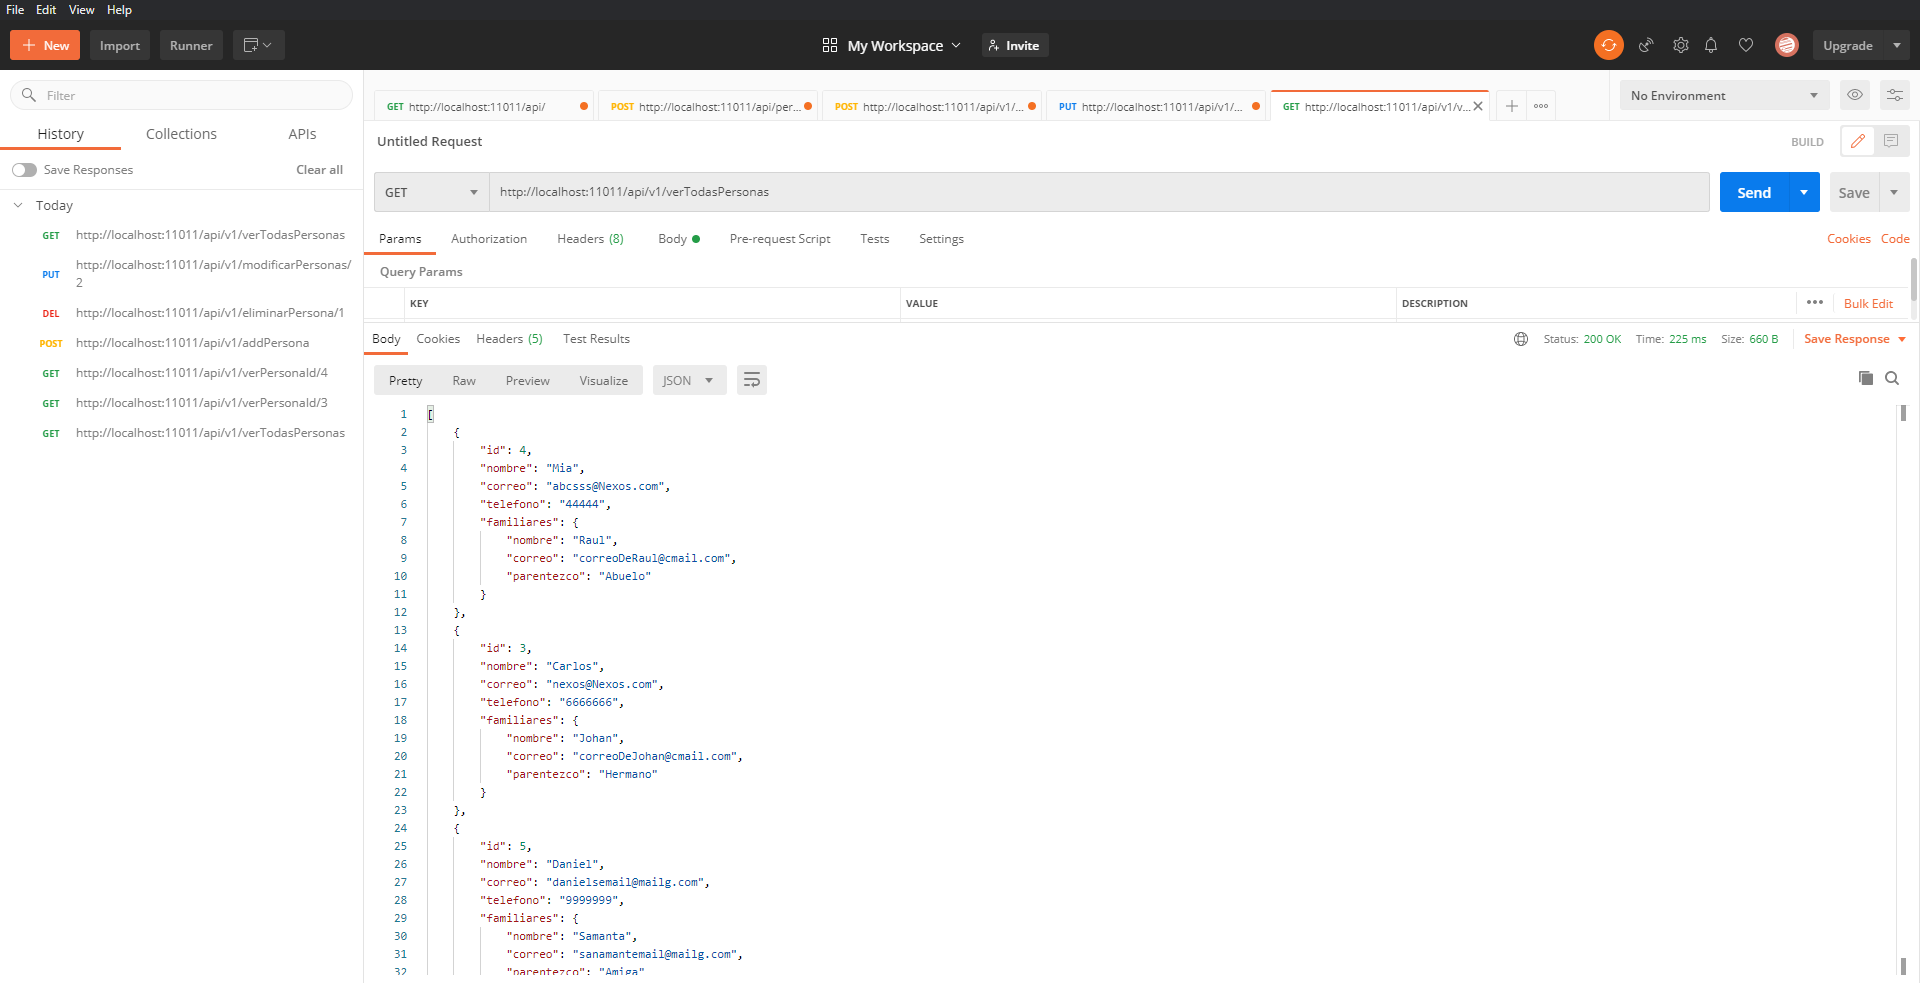 File Edit View Help
New Import Runner My Workspace Invite Upgrade
Filter
History Collections APIs
Save Responses Clear all
Today
GET http://localhost:11011/api/v1/verTodasPersonas
PUT http://localhost:11011/api/v1/modificarPersonas/
2
DEL http://localhost:11011/api/v1/eliminarPersona/1
POST http://localhost:11011/api/v1/addPersona
GET http://localhost:11011/api/v1/verPersonaId/4
GET http://localhost:11011/api/v1/verPersonaId/3
GET http://localhost:11011/api/v1/verTodasPersonas
GET http://localhost:11011/api/ POST http://localhost:11011/api/per... POST http://localhost:11011/api/v1/... PUT http://localhost:11011/api/v1/... GET http://localhost:11011/api/v1/v...
No Environment
Untitled Request BUILD
GET http://localhost:11011/api/v1/verTodasPersonas Send Save
Params Authorization Headers (8) Body Pre-request Script Tests Settings Cookies Code
Query Params
KEY VALUE DESCRIPTION Bulk Edit
Body Cookies Headers (5) Test Results Status: 200 OK Time: 225 ms Size: 660 B Save Response
Pretty Raw Preview Visualize JSON
1 [
2 {
3 "id": 4,
4 "nombre": "Mia",
5 "correo": "abcsss@Nexos.com",
6 "telefono": "44444",
7 "familiares": {
8 "nombre": "Raul",
9 "correo": "correoDeRaul@cmail.com",
10 "parentezco": "Abuelo"
11 }
12 },
13 {
14 "id": 3,
15 "nombre": "Carlos",
16 "correo": "nexos@Nexos.com",
17 "telefono": "6666666",
18 "familiares": {
19 "nombre": "Johan",
20 "correo": "correoDeJohan@cmail.com",
21 "parentezco": "Hermano"
22 }
23 },
24 {
25 "id": 5,
26 "nombre": "Daniel",
27 "correo": "danielsemail@mailg.com",
28 "telefono": "9999999",
29 "familiares": {
30 "nombre": "Samanta",
31 "correo": "sanamantemail@mailg.com",
32 "parentezco": "Amiga"